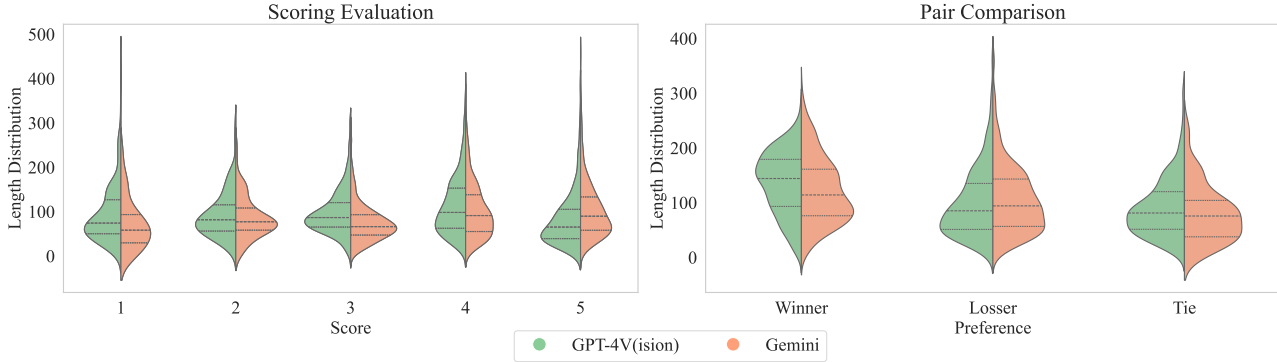 Scoring Evaluation
Length Distribution
500
400
300
200
100
0
1 2 3 4 5
Score
Pair Comparison
Length Distribution
400
300
200
100
0
Winner Losser Tie
Preference
GPT-4V(ision) Gemini